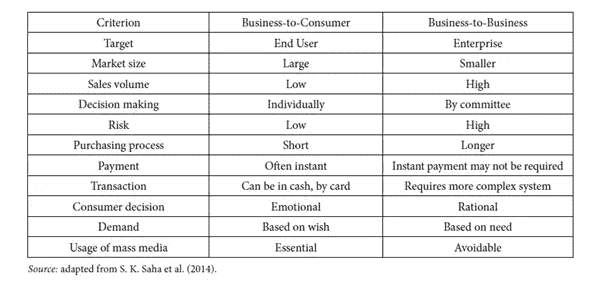 Criterion Business-to-Consumer Business-to-Business
Target End User Enterprise
Market size Large Smaller
Sales volume Low High
Decision making Individually By committee
Risk Low High
Purchasing process Short Longer
Payment Often instant Instant payment may not be required
Transaction Can be in cash, by card Requires more complex system
Consumer decision Emotional Rational
Demand Based on wish Based on need
Usage of mass media Essential Avoidable
Source: adapted from S. K. Saha et al. (2014).